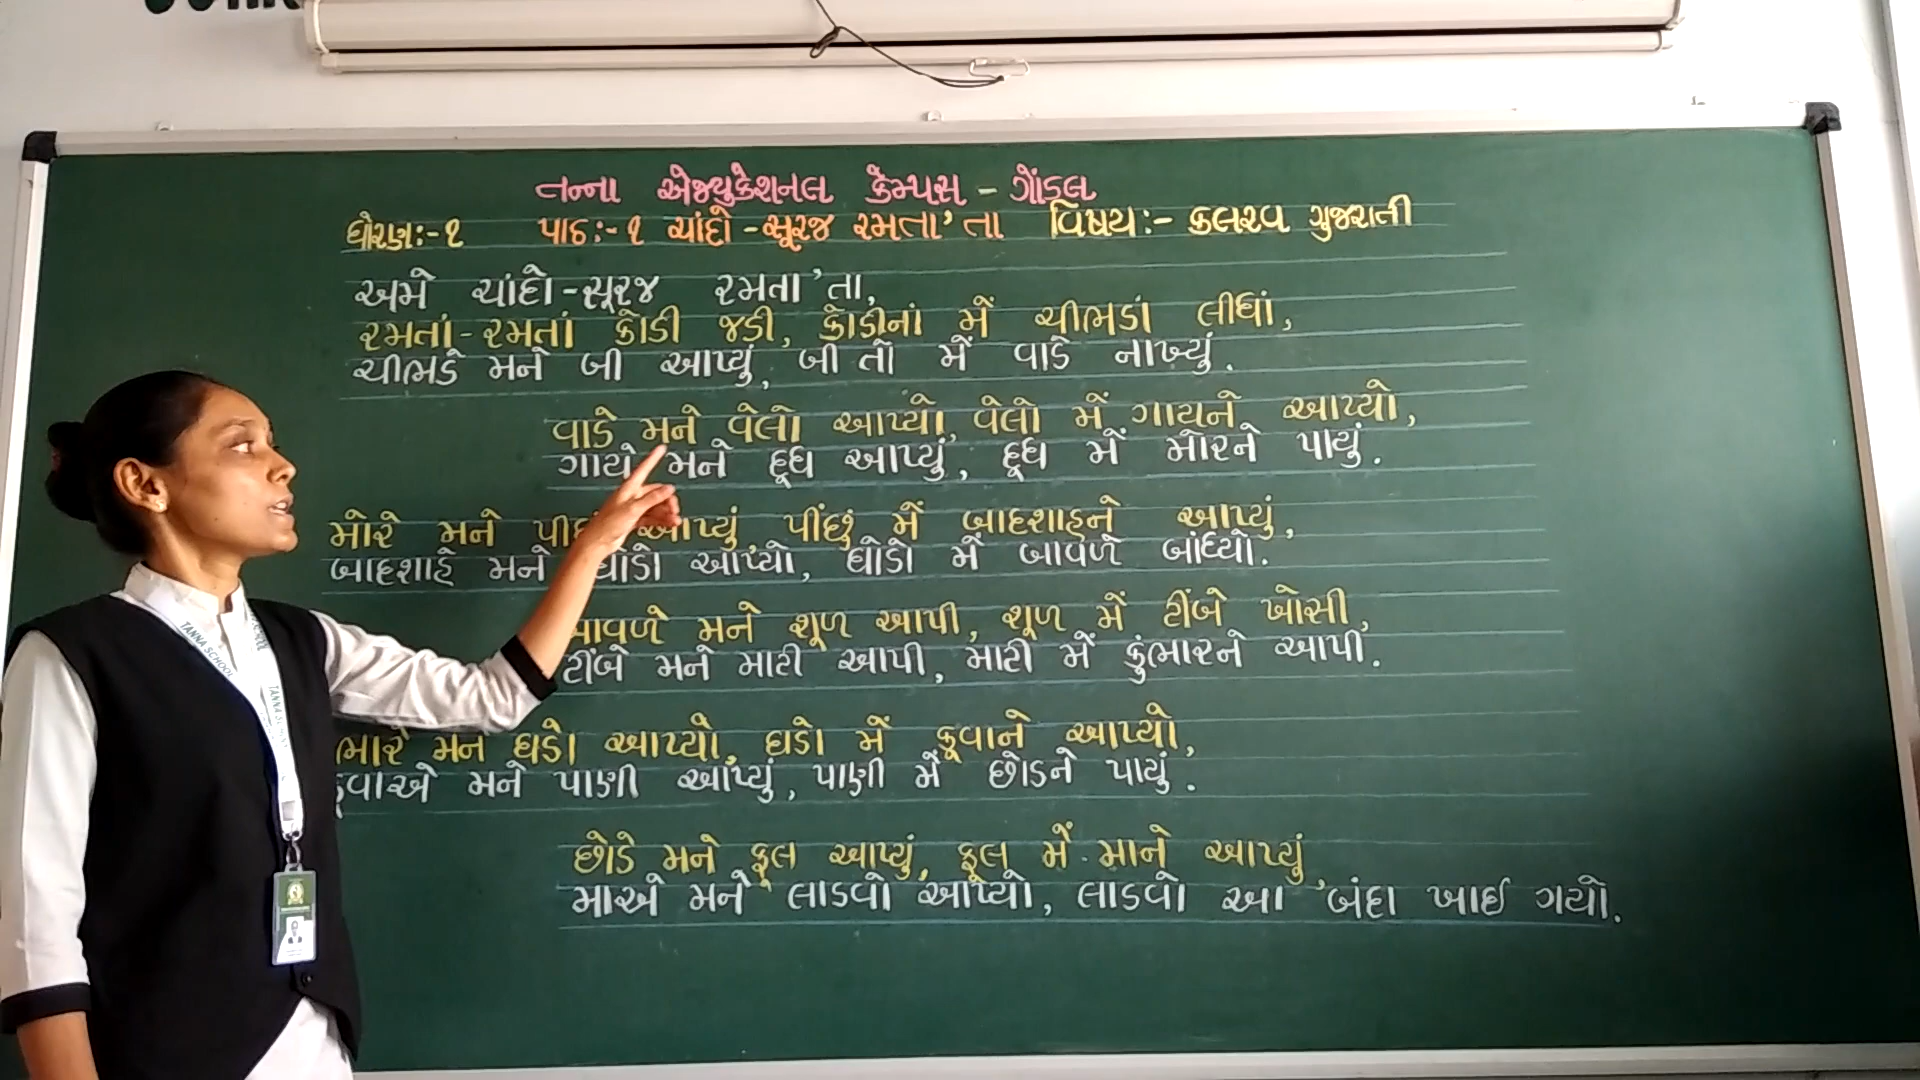 તન્ના એજ્યુકેશનલ કેમ્પસ - ગોંડલ
ધોરણ:-૧ પાઠ:-૧ ચાંદો-સૂરજ રમતા'તા વિષય:- કલરવ ગુજરાતી
અમે ચાંદો-સૂરજ રમતા'તા,
રમતાં-રમતાં કોડી જડી, કોડીનાં મેં ચીભડાં લીધાં,
ચીભડે મને બી આપ્યું, બી તો મેં વાડે નાખ્યું.
વાડે મને વેલો આપ્યો, વેલો મેં ગાયને આપ્યો,
ગાયે મને દૂધ આપ્યું, દૂધ મેં મોરને પાયું.
મોરે મને આપ્યું, પીંછું મેં બાદશાહને આપ્યું,
બાદશાહે મને ઘોડો આપ્યો, ઘોડો મેં બાવળે બાંધ્યો.
મને શૂળ આપી, શૂળ મેં ટીંબે ખોસી,
ટીંબે મને માટી આપી, માટી મેં કુંભારને આપી.
મને ઘડો આપ્યો, ઘડો મેં કૂવાને આપ્યો,
મને પાણી આપ્યું, પાણી મેં છોડને પાયું.
છોડે મને ફૂલ આપ્યું, ફૂલ મેં માને આપ્યું,
માએ મને લાડવો આપ્યો, લાડવો આ બંદા ખાઈ ગયો.
TANNA SCHOOL